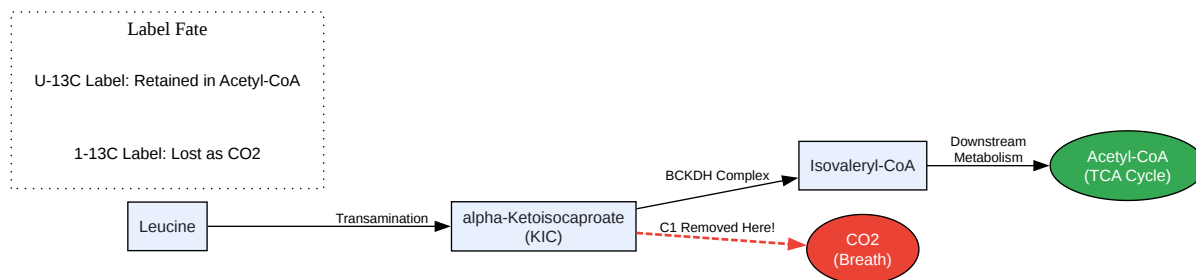 Label Fate
U-13C Label: Retained in Acetyl-CoA
1-13C Label: Lost as CO2
Leucine
Transamination
alpha-Ketoisocaproate
(KIC)
BCKDH Complex
C1 Removed Here!
Isovaleryl-CoA
CO2
(Breath)
Downstream
Metabolism
Acetyl-CoA
(TCA Cycle)